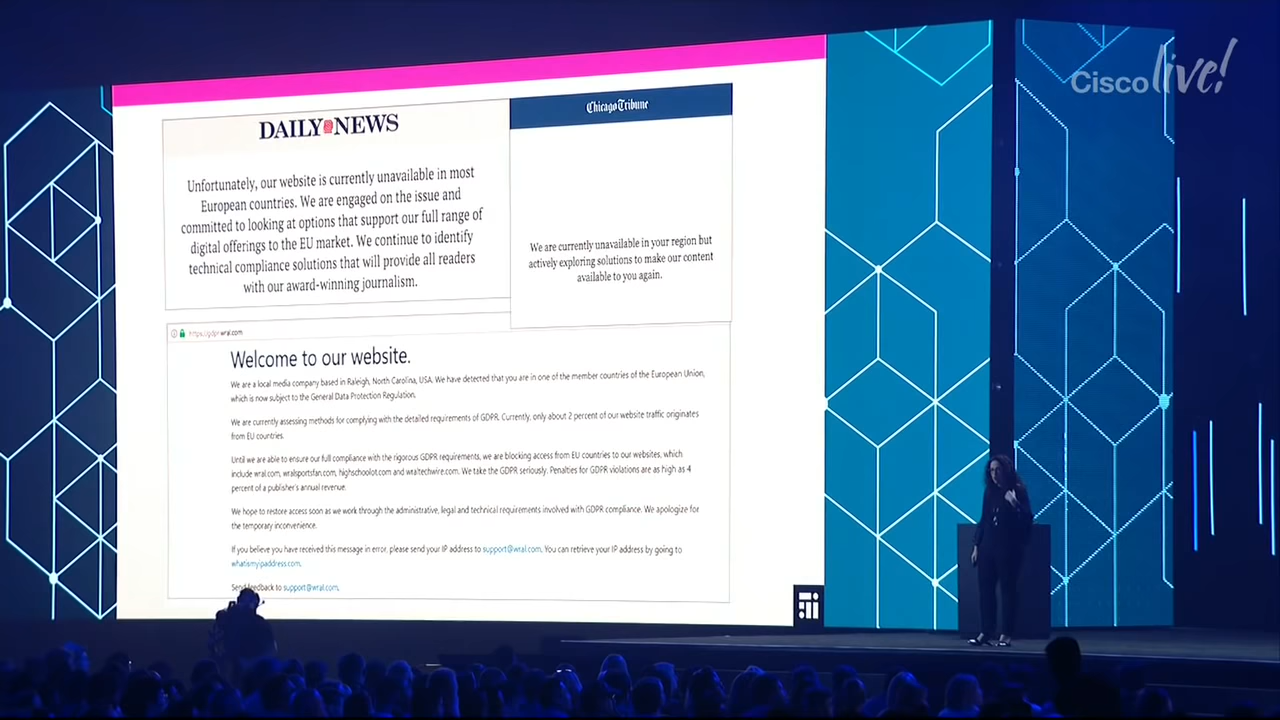 Cisco live!
DAILY NEWS
Unfortunately, our website is currently unavailable in most
European countries. We are engaged on the issue and
committed to looking at options that support our full range of
digital offerings to the EU market. We continue to identify
technical compliance solutions that will provide all readers
with our award-winning journalism.
Chicago Tribune
We are currently unavailable in your region but
actively exploring solutions to make our content
available to you again.
https://gdpr.wral.com
Welcome to our website.
We are a local media company based in Raleigh, North Carolina, USA. We have detected that you are in one of the member countries of the European Union,
which is now subject to the General Data Protection Regulation.
We are currently assessing methods for complying with the detailed requirements of GDPR. Currently, only about 2 percent of our website traffic originates
from EU countries.
Until we are able to ensure our full compliance with the rigorous GDPR requirements, we are blocking access from EU countries to our websites, which
include wral.com, wralsportsfan.com, highschoolot.com and wraltechwire.com. We take the GDPR seriously. Penalties for GDPR violations are as high as 4
percent of a publisher's annual revenue.
We hope to restore access soon as we work through the administrative, legal and technical requirements involved with GDPR compliance. We apologize for
the temporary inconvenience.
If you believe you have received this message in error, please send your IP address to support@wral.com. You can retrieve your IP address by going to
whatismyipaddress.com.
Send feedback to support@wral.com.